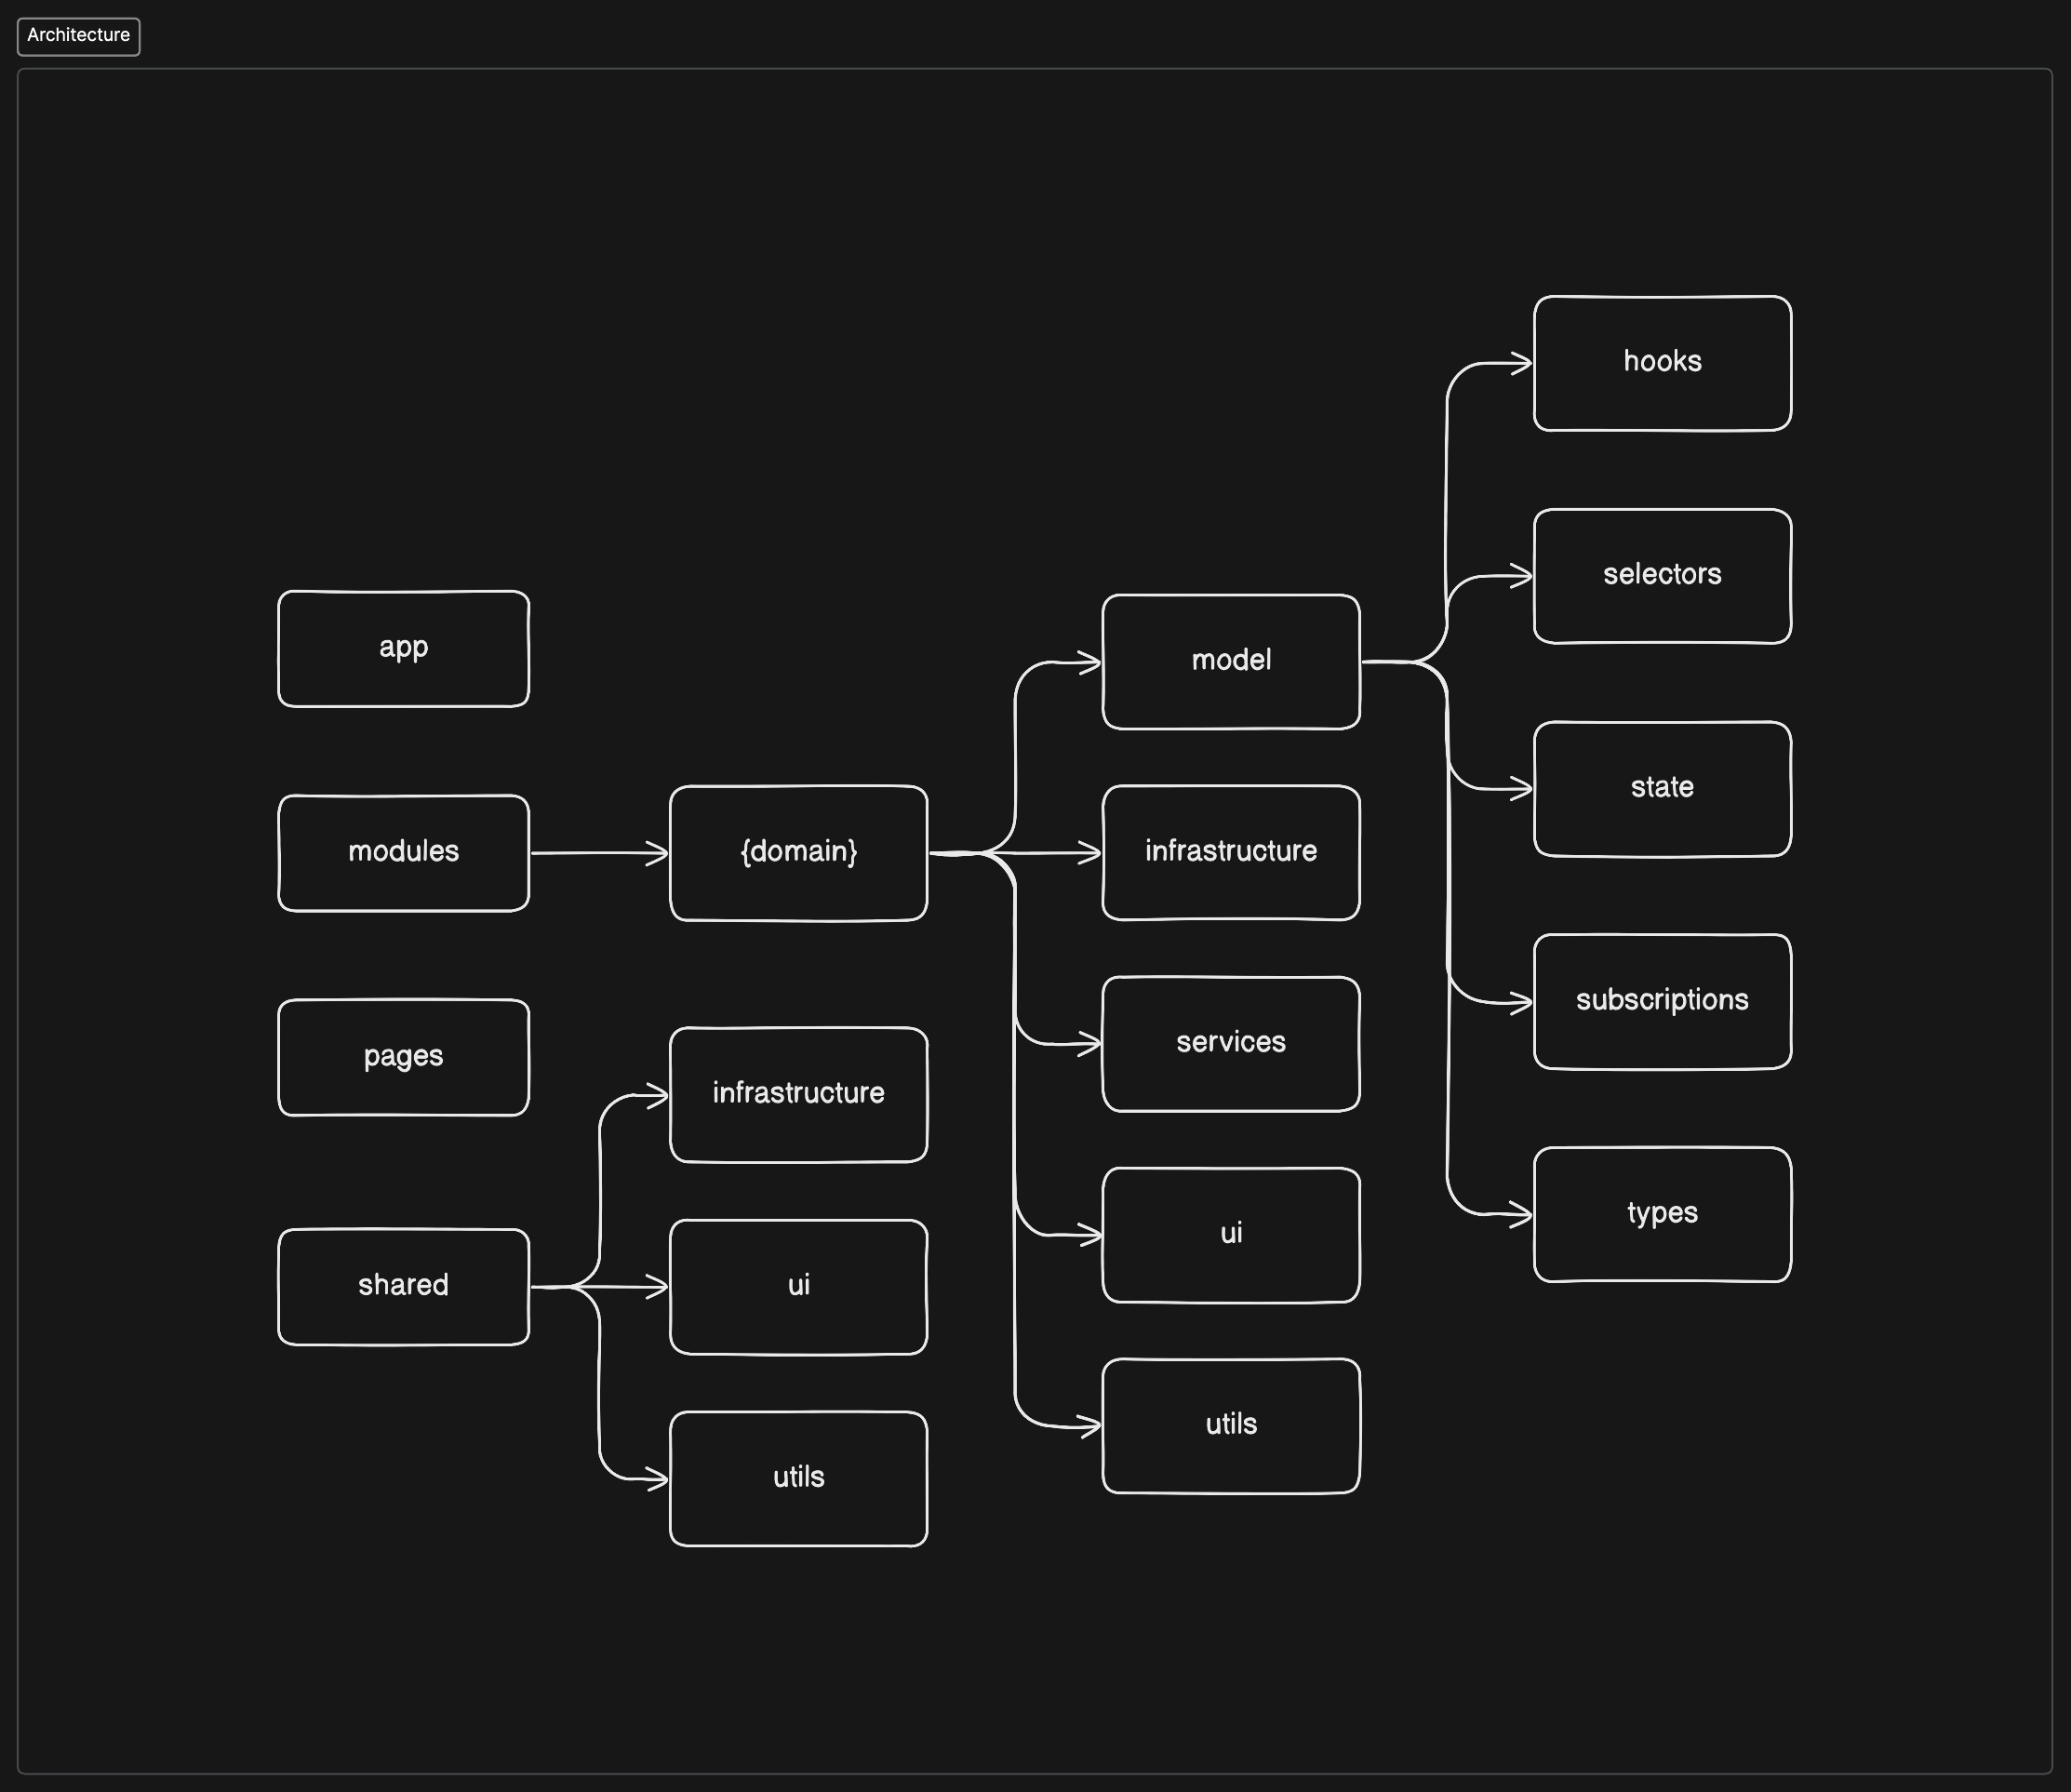 Architecture
app
modules
pages
shared
{domain}
infrastructure
ui
utils
model
infrastructure
services
ui
utils
hooks
selectors
state
subscriptions
types